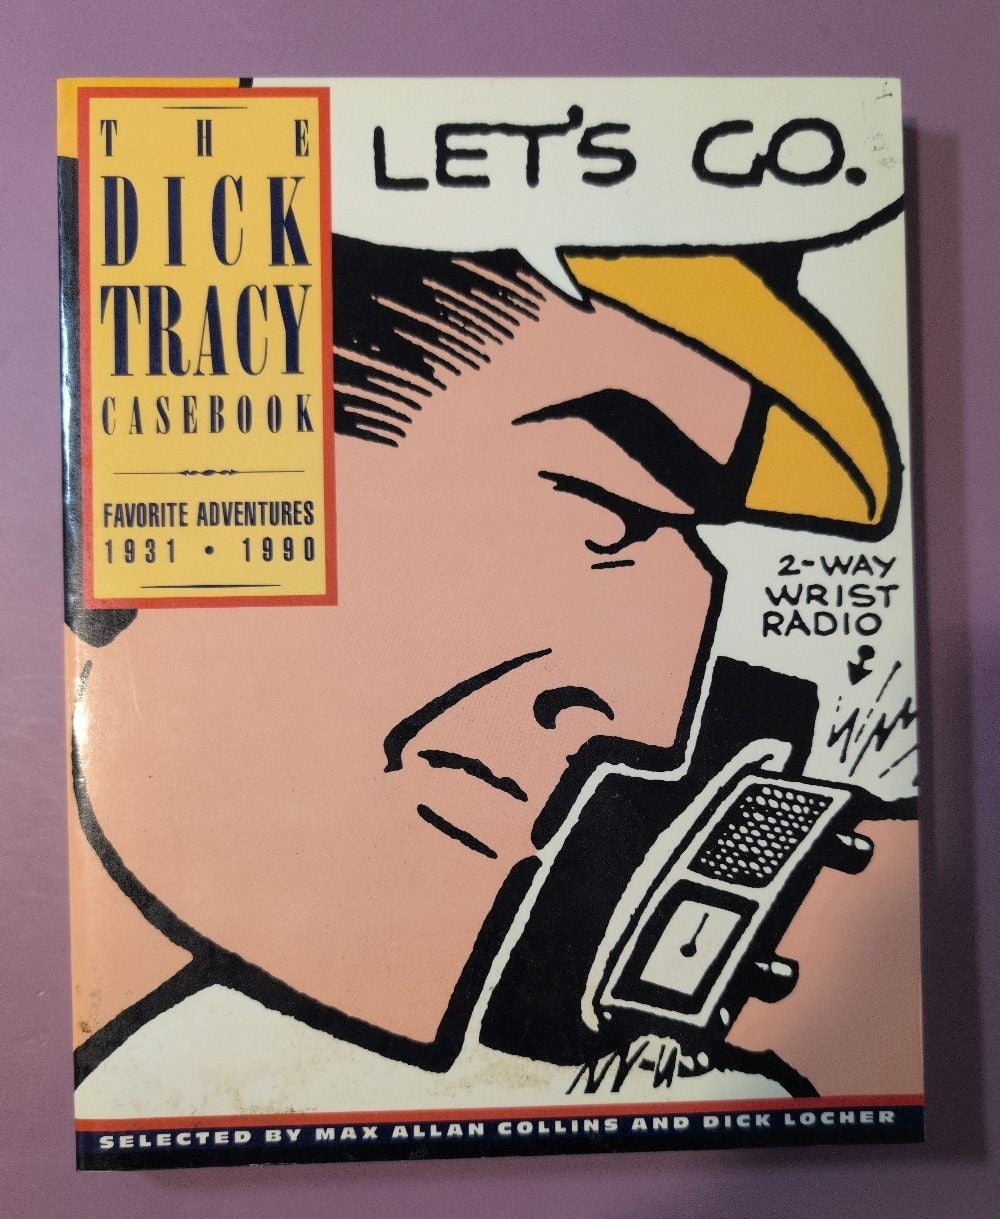 THE
DICK
TRACY
CASEBOOK
FAVORITE ADVENTURES
1931 • 1990
LET'S GO.
2-WAY
WRIST
RADIO
SELECTED BY MAX ALLAN COLLINS AND DICK LOCHER